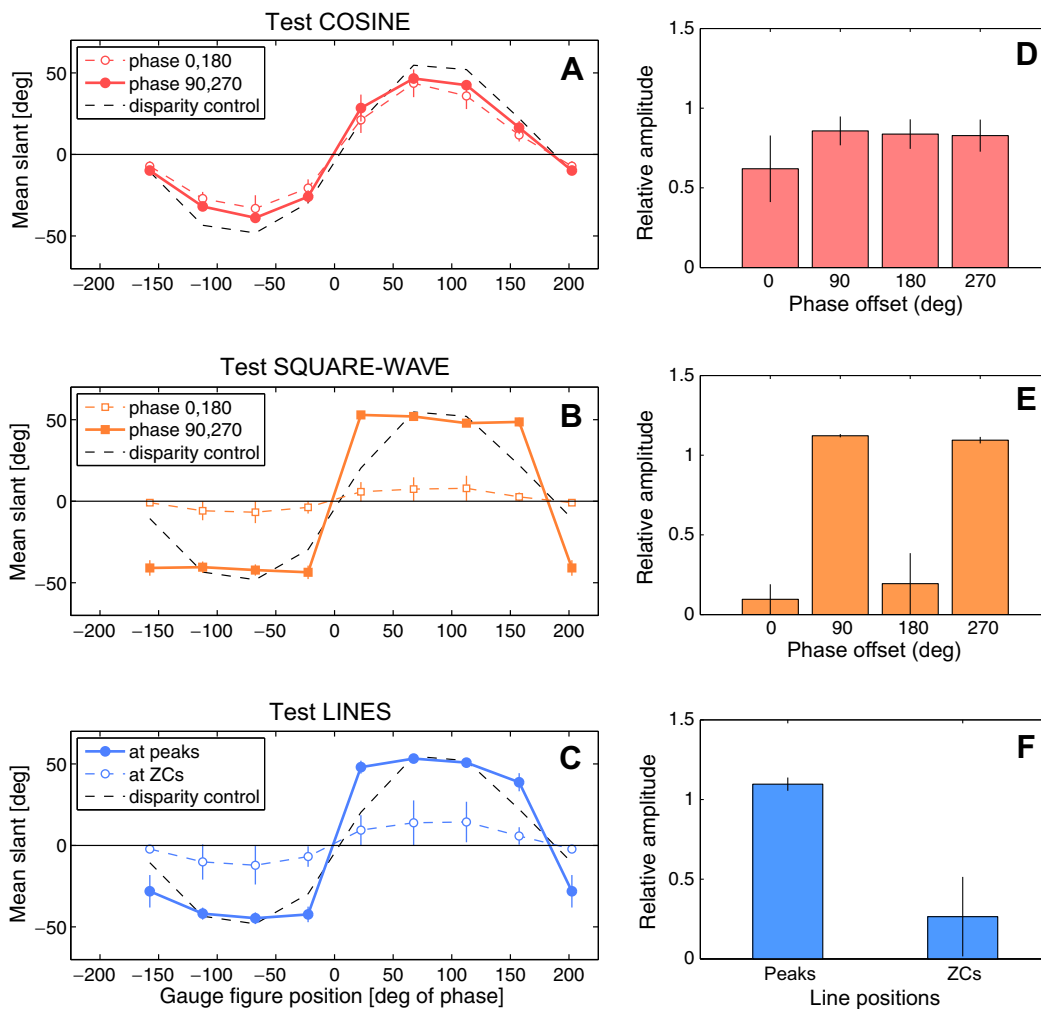 Test COSINE
A
phase 0,180
phase 90,270
disparity control
Mean slant [deg]
50
0
−50
−200 −150 −100 −50 0 50 100 150 200
D
Relative amplitude
1.5
1
0.5
0
0 90 180 270
Phase offset (deg)
Test SQUARE-WAVE
B
phase 0,180
phase 90,270
disparity control
Mean slant [deg]
50
0
−50
−200 −150 −100 −50 0 50 100 150 200
E
Relative amplitude
1.5
1
0.5
0
0 90 180 270
Phase offset (deg)
Test LINES
C
at peaks
at ZCs
disparity control
Mean slant [deg]
50
0
−50
−200 −150 −100 −50 0 50 100 150 200
Gauge figure position [deg of phase]
F
Relative amplitude
1.5
1
0.5
0
Peaks ZCs
Line positions